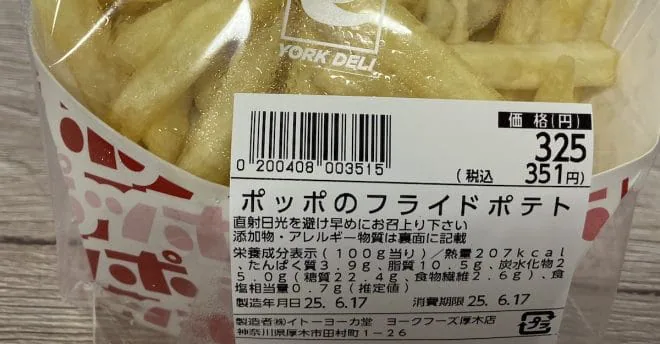 YORK DELI
0 200408 003515
価格(円)
325
(税込 351円)
ポッポのフライドポテト
直射日光を避け早めにお召上り下さい
添加物・アレルギー物質は裏面に記載
栄養成分表示(100g当り)/熱量207kcal
、たんぱく質3.9g、脂質10.5g、炭水化物2
5.0g(糖質22.4g、食物繊維2.6g)、食
塩相当量0.7g(推定値)
製造年月日25. 6.17 消費期限25. 6.17
製造者㈱イトーヨーカ堂 ヨークフーズ厚木店
神奈川県厚木市田村町1-26
プラ
ポ